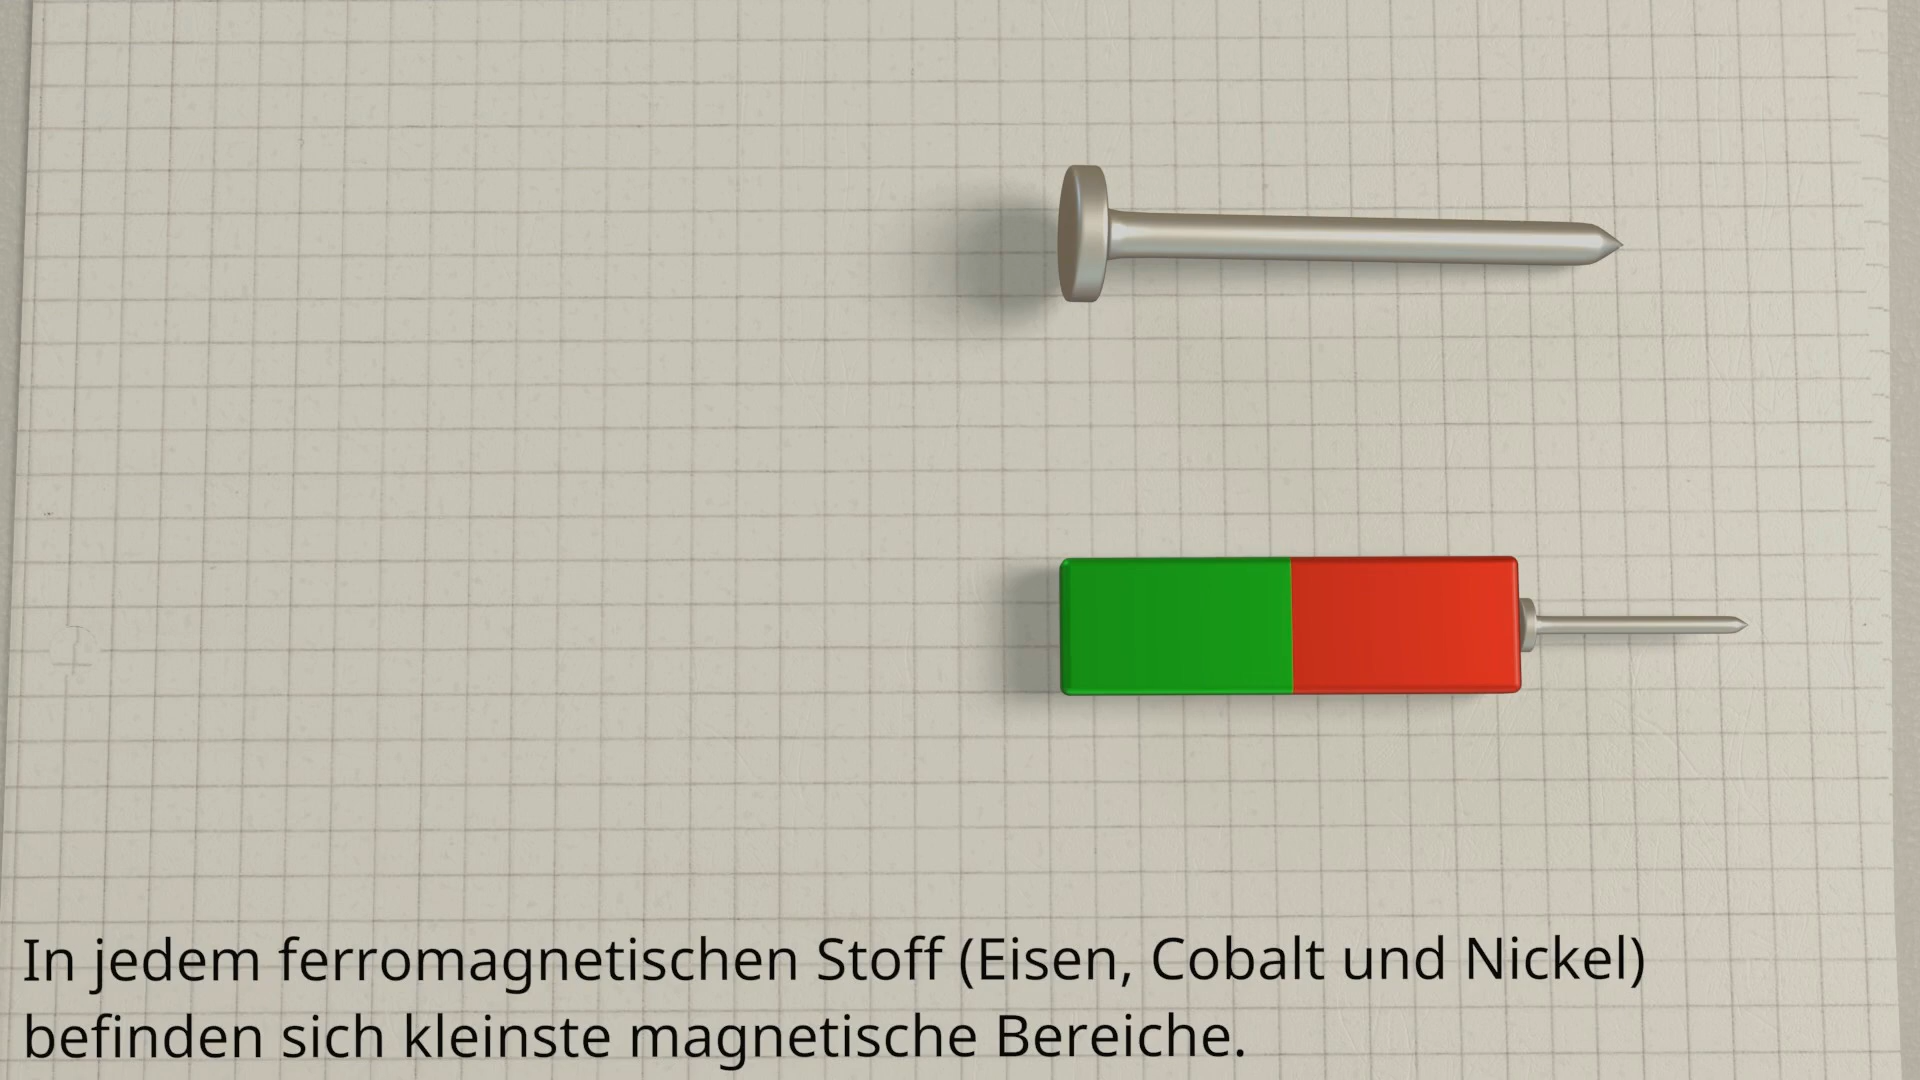 In jedem ferromagnetischen Stoff (Eisen, Cobalt und Nickel)
befinden sich kleinste magnetische Bereiche.